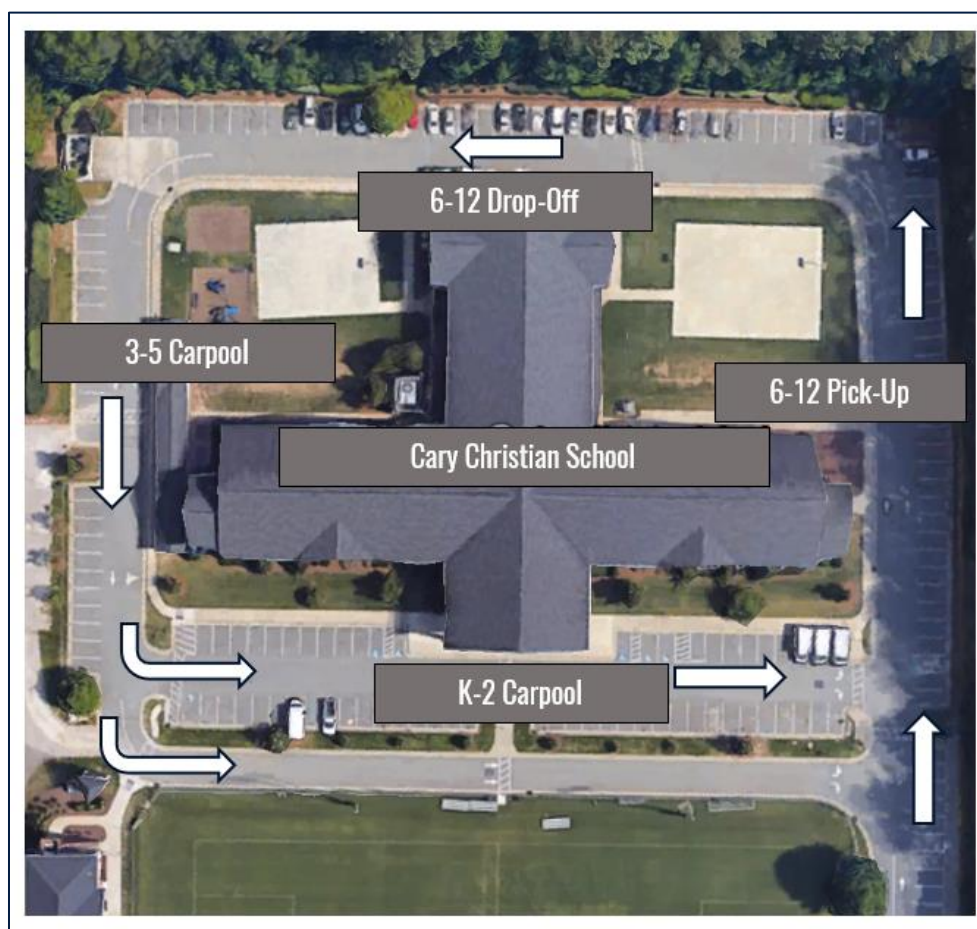 6-12 Drop-Off
3-5 Carpool
6-12 Pick-Up
Cary Christian School
K-2 Carpool